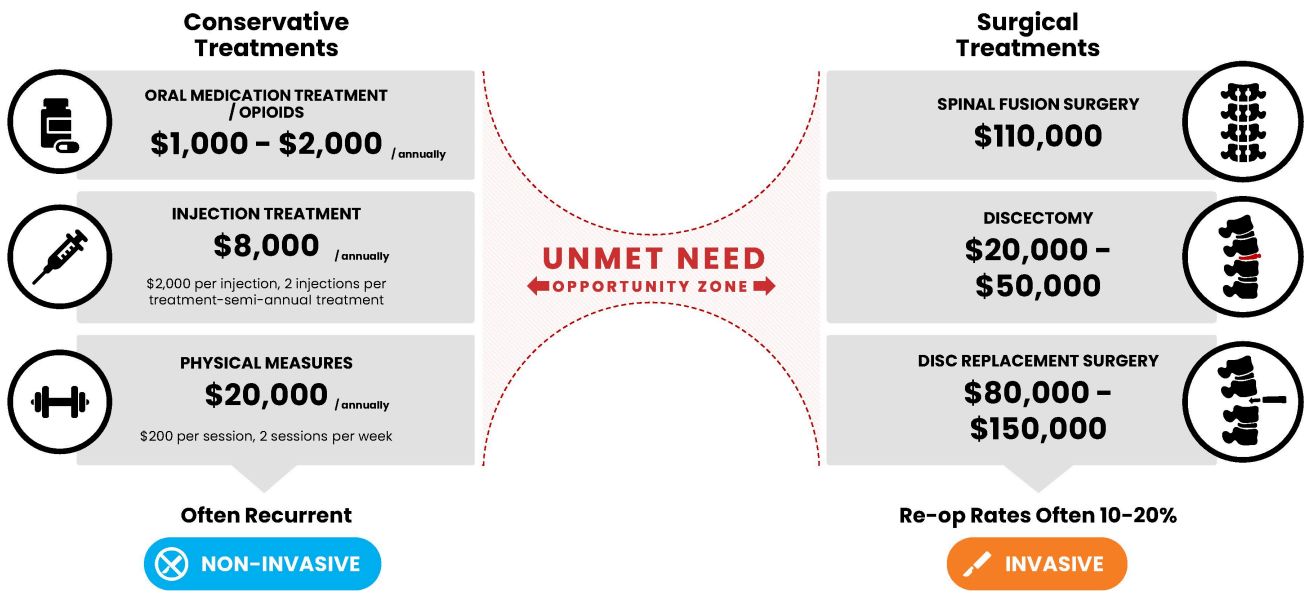 Conservative
Treatments
ORAL MEDICATION TREATMENT
/ OPIOIDS
$1,000 – $2,000 / annually
INJECTION TREATMENT
$8,000 / annually
$2,000 per injection, 2 injections per
treatment-semi-annual treatment
PHYSICAL MEASURES
$20,000 / annually
$200 per session, 2 sessions per week
Often Recurrent
NON-INVASIVE
UNMET NEED
OPPORTUNITY ZONE
Surgical
Treatments
SPINAL FUSION SURGERY
$110,000
DISCECTOMY
$20,000 –
$50,000
DISC REPLACEMENT SURGERY
$80,000 –
$150,000
Re-op Rates Often 10-20%
INVASIVE